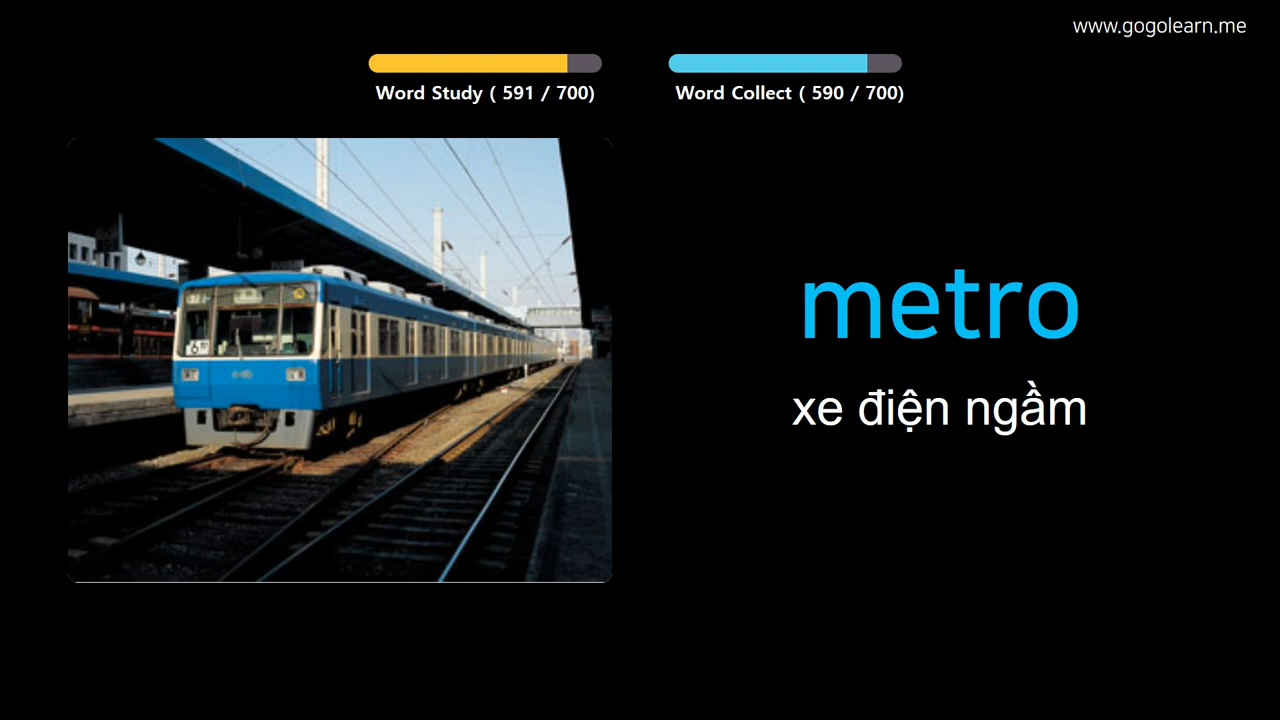 www.gogolearn.me
Word Study ( 591 / 700)
Word Collect ( 590 / 700)
metro
xe điện ngầm